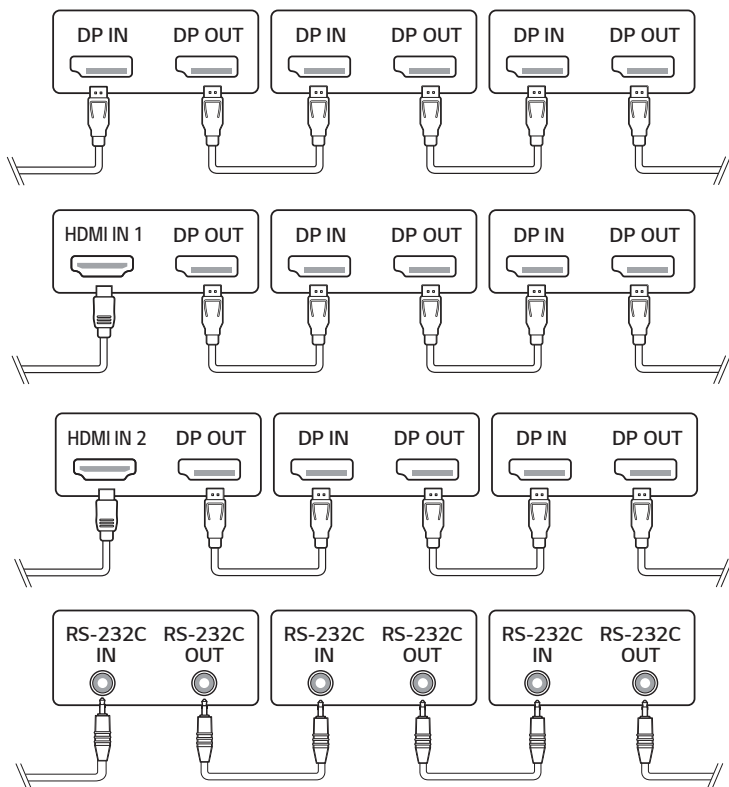 DP IN DP OUT DP IN DP OUT DP IN DP OUT
HDMI IN 1 DP OUT DP IN DP OUT DP IN DP OUT
HDMI IN 2 DP OUT DP IN DP OUT DP IN DP OUT
RS-232C RS-232C RS-232C RS-232C RS-232C RS-232C
IN OUT IN OUT IN OUT